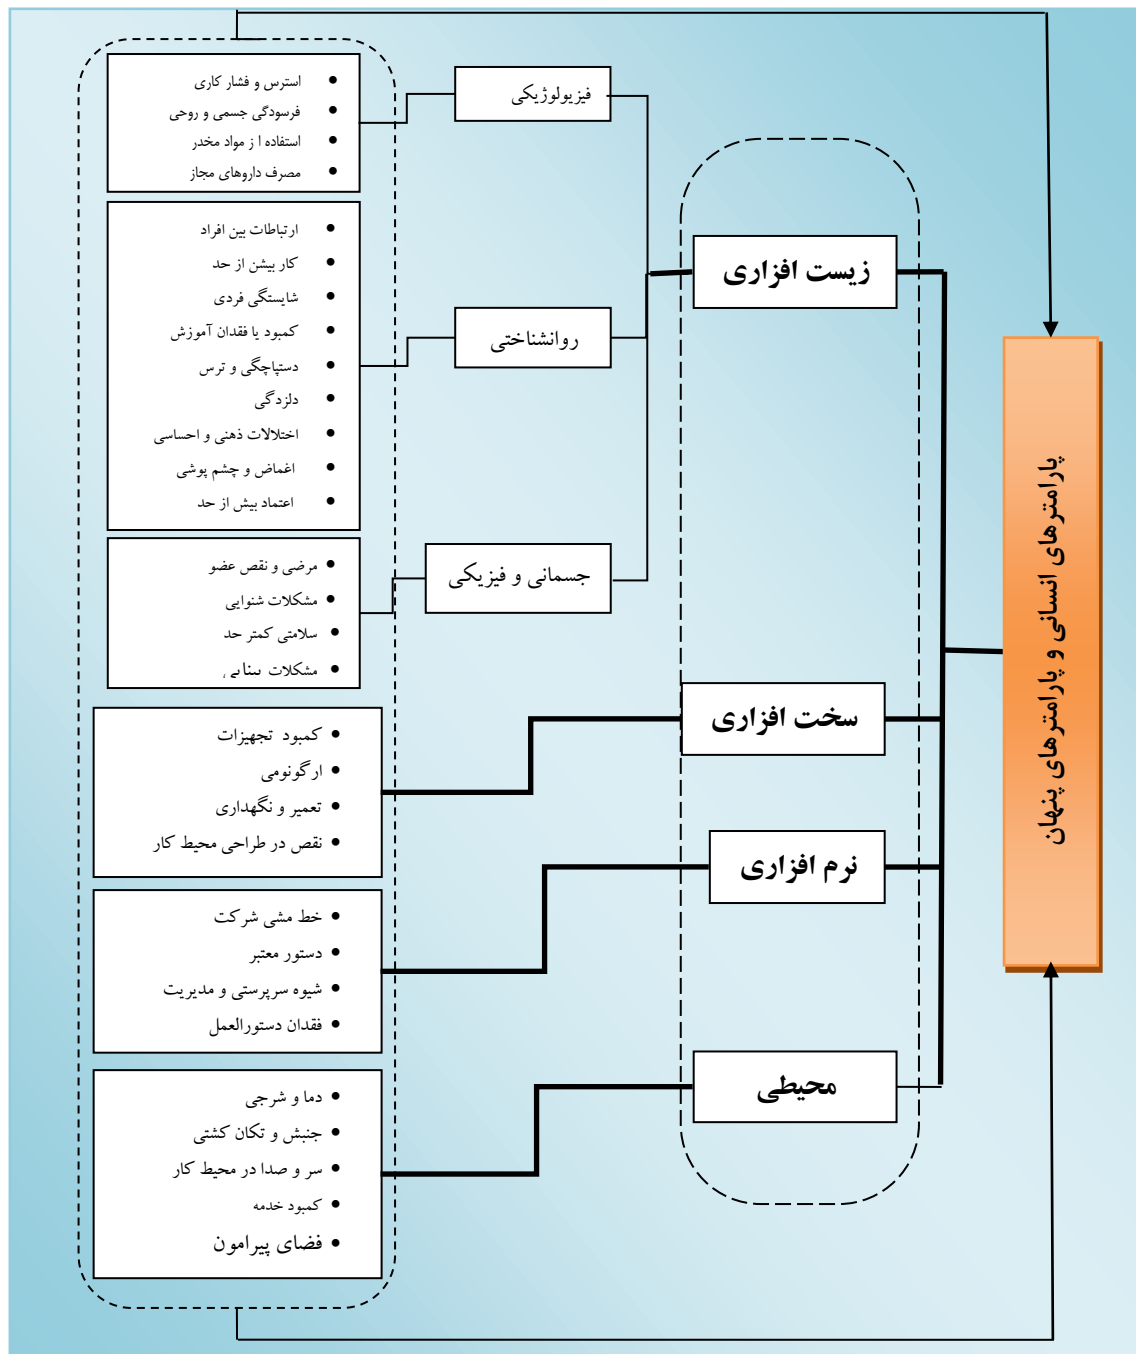 پارامترهای انسانی و پارامترهای پنهان
زیست افزاری
فیزیولوژیکی
• استرس و فشار کاری
• فرسودگی جسمی و روحی
• استفاده ا ز مواد مخدر
• مصرف داروهای مجاز
روانشناختی
• ارتباطات بین افراد
• کار بیشن از حد
• شایستگی فردی
• کمبود یا فقدان آموزش
• دستپاچگی و ترس
• دلزدگی
• اختلالات ذهنی و احساسی
• اغماض و چشم پوشی
• اعتماد بیش از حد
جسمانی و فیزیکی
• مرضی و نقص عضو
• مشکلات شنوایی
• سلامتی کمتر حد
• مشکلات بینایی
سخت افزاری
• کمبود تجهیزات
• ارگونومی
• تعمیر و نگهداری
• نقص در طراحی محیط کار
نرم افزاری
• خط مشی شرکت
• دستور معتبر
• شیوه سرپرستی و مدیریت
• فقدان دستورالعمل
محیطی
• دما و شرجی
• جنبش و تکان کشتی
• سر و صدا در محیط کار
• کمبود خدمه
• فضای پیرامون